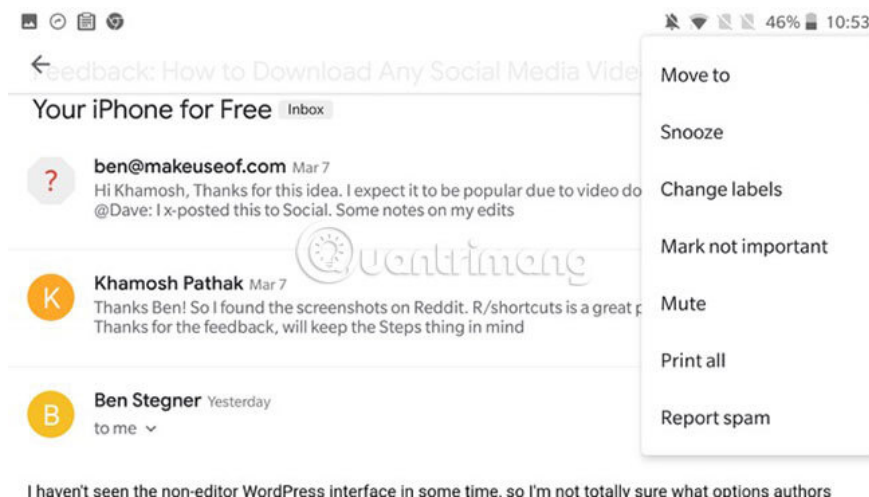 46% 10:53
Feedback: How to Download Any Social Media Vide
Your iPhone for Free Inbox
?
ben@makeuseof.com Mar 7
Hi Khamosh, Thanks for this idea. I expect it to be popular due to video do
@Dave: I x-posted this to Social. Some notes on my edits
Quantrimang
K
Khamosh Pathak Mar 7
Thanks Ben! So I found the screenshots on Reddit. R/shortcuts is a great p
Thanks for the feedback, will keep the Steps thing in mind
B
Ben Stegner Yesterday
to me
I haven't seen the non-editor WordPress interface in some time, so I'm not totally sure what options authors
Move to
Snooze
Change labels
Mark not important
Mute
Print all
Report spam